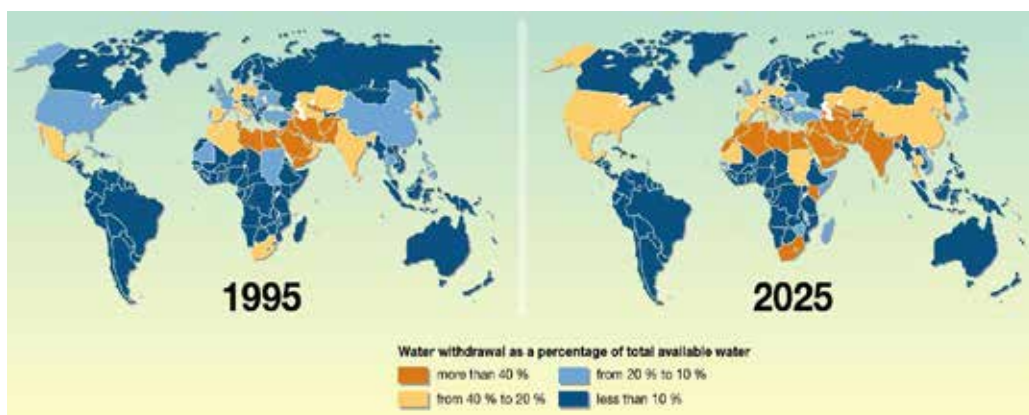 1995
2025
Water withdrawal as a percentage of total available water
more than 40 %
from 20 % to 10 %
from 40 % to 20 %
less than 10 %